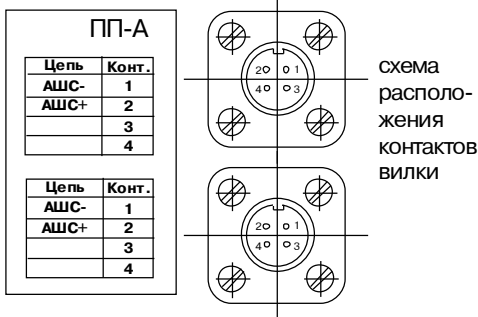 ПП-А
Цепь Конт.
АШС- 1
АШС+ 2
3
4
Цепь Конт.
АШС- 1
АШС+ 2
3
4
2 1
4 3
2 1
4 3
схема
располо-
жения
контактов
вилки